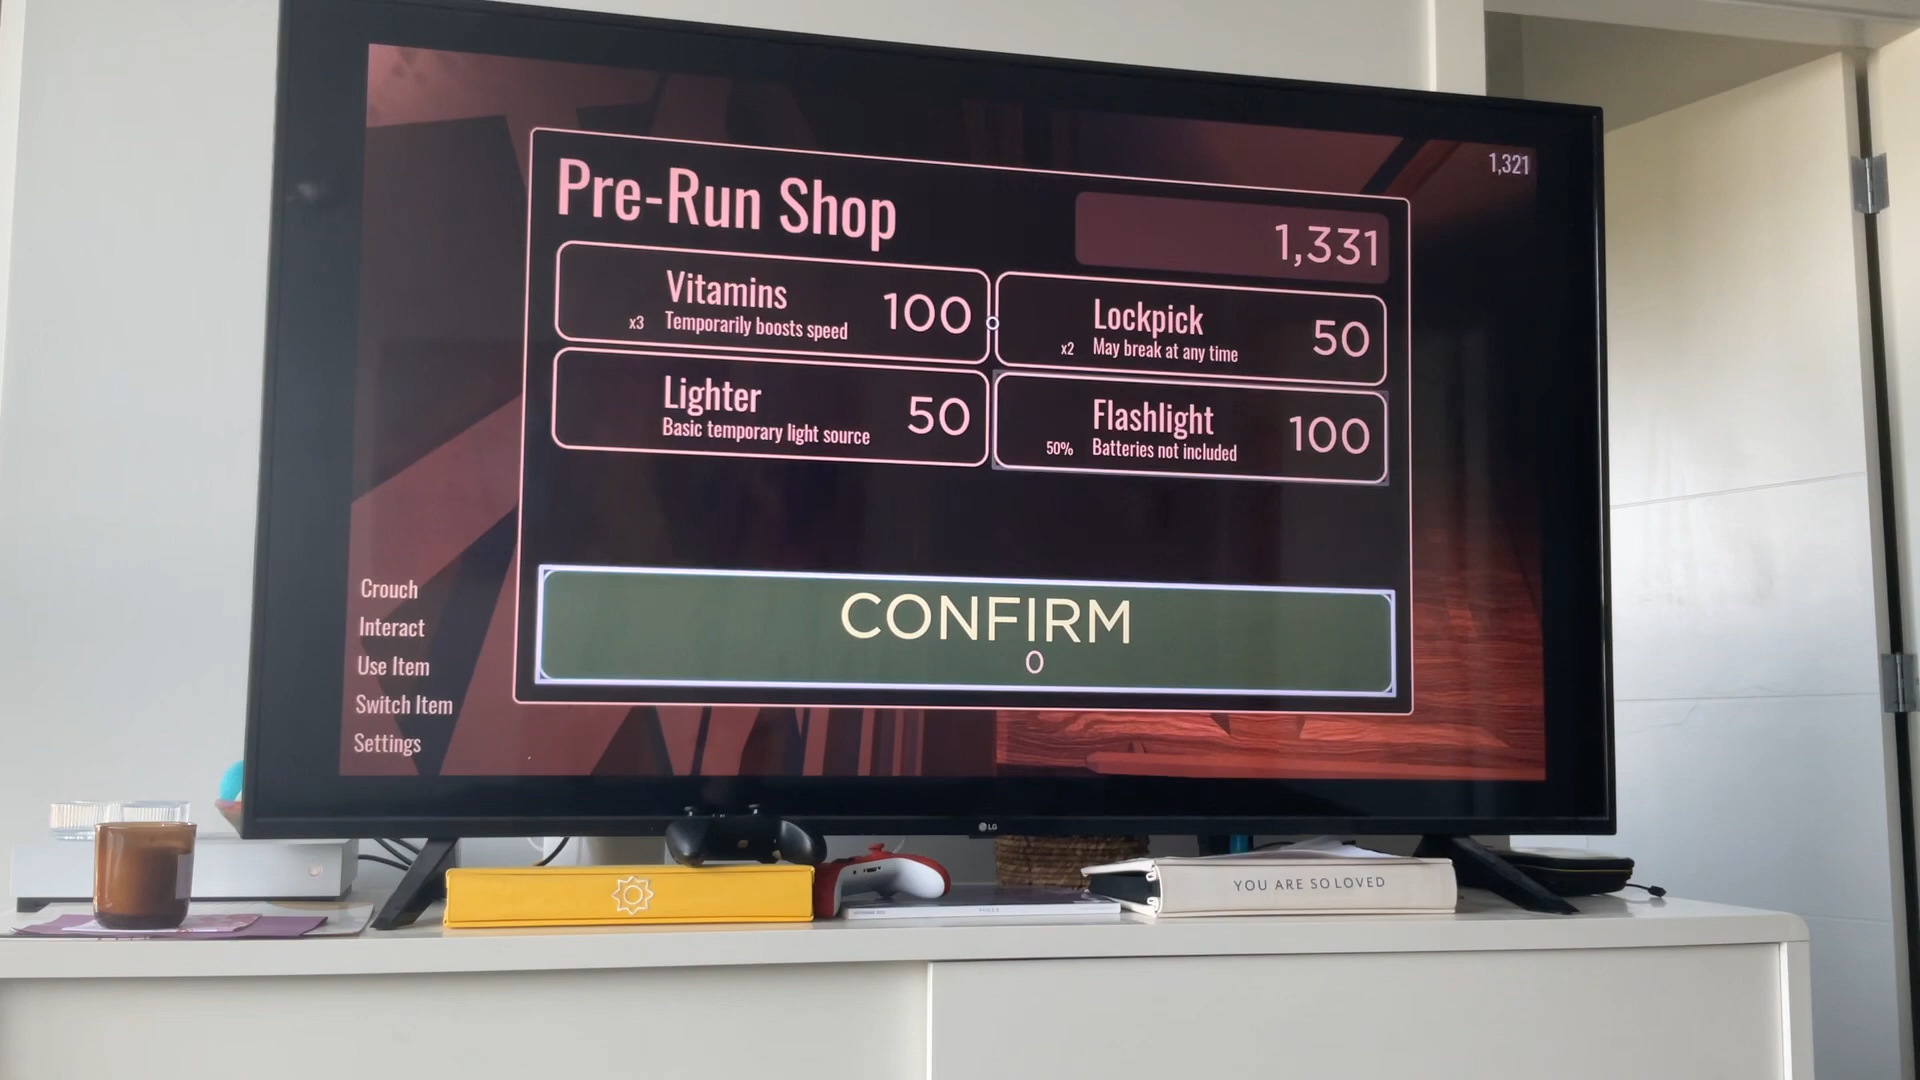 1,321
Pre-Run Shop
1,331
Vitamins
x3 Temporarily boosts speed
100
Lockpick
x2 May break at any time
50
Lighter
Basic temporary light source
50
Flashlight
50% Batteries not included
100
CONFIRM
0
Crouch
Interact
Use Item
Switch Item
Settings
LG
YOU ARE SO LOVED